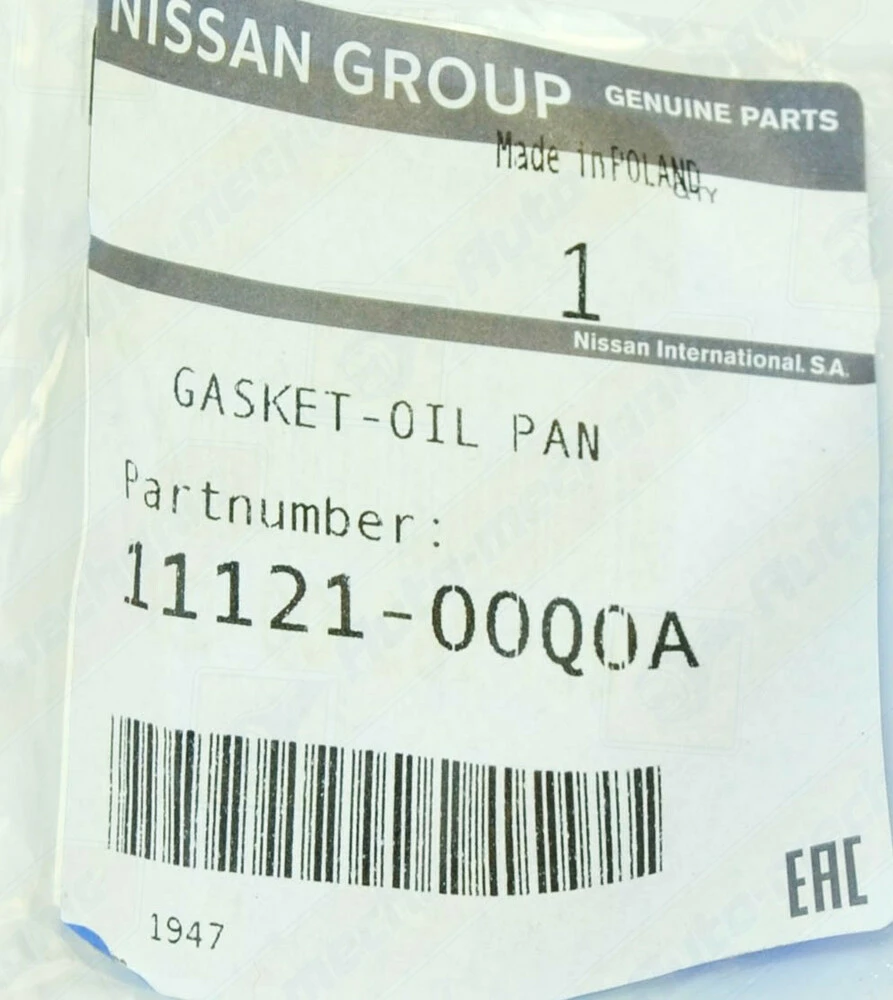 NISSAN GROUP GENUINE PARTS
Made in POLAND
QTY
1
Nissan International. S.A.
GASKET-OIL PAN
Partnumber:
11121-00Q0A
1947
EAC